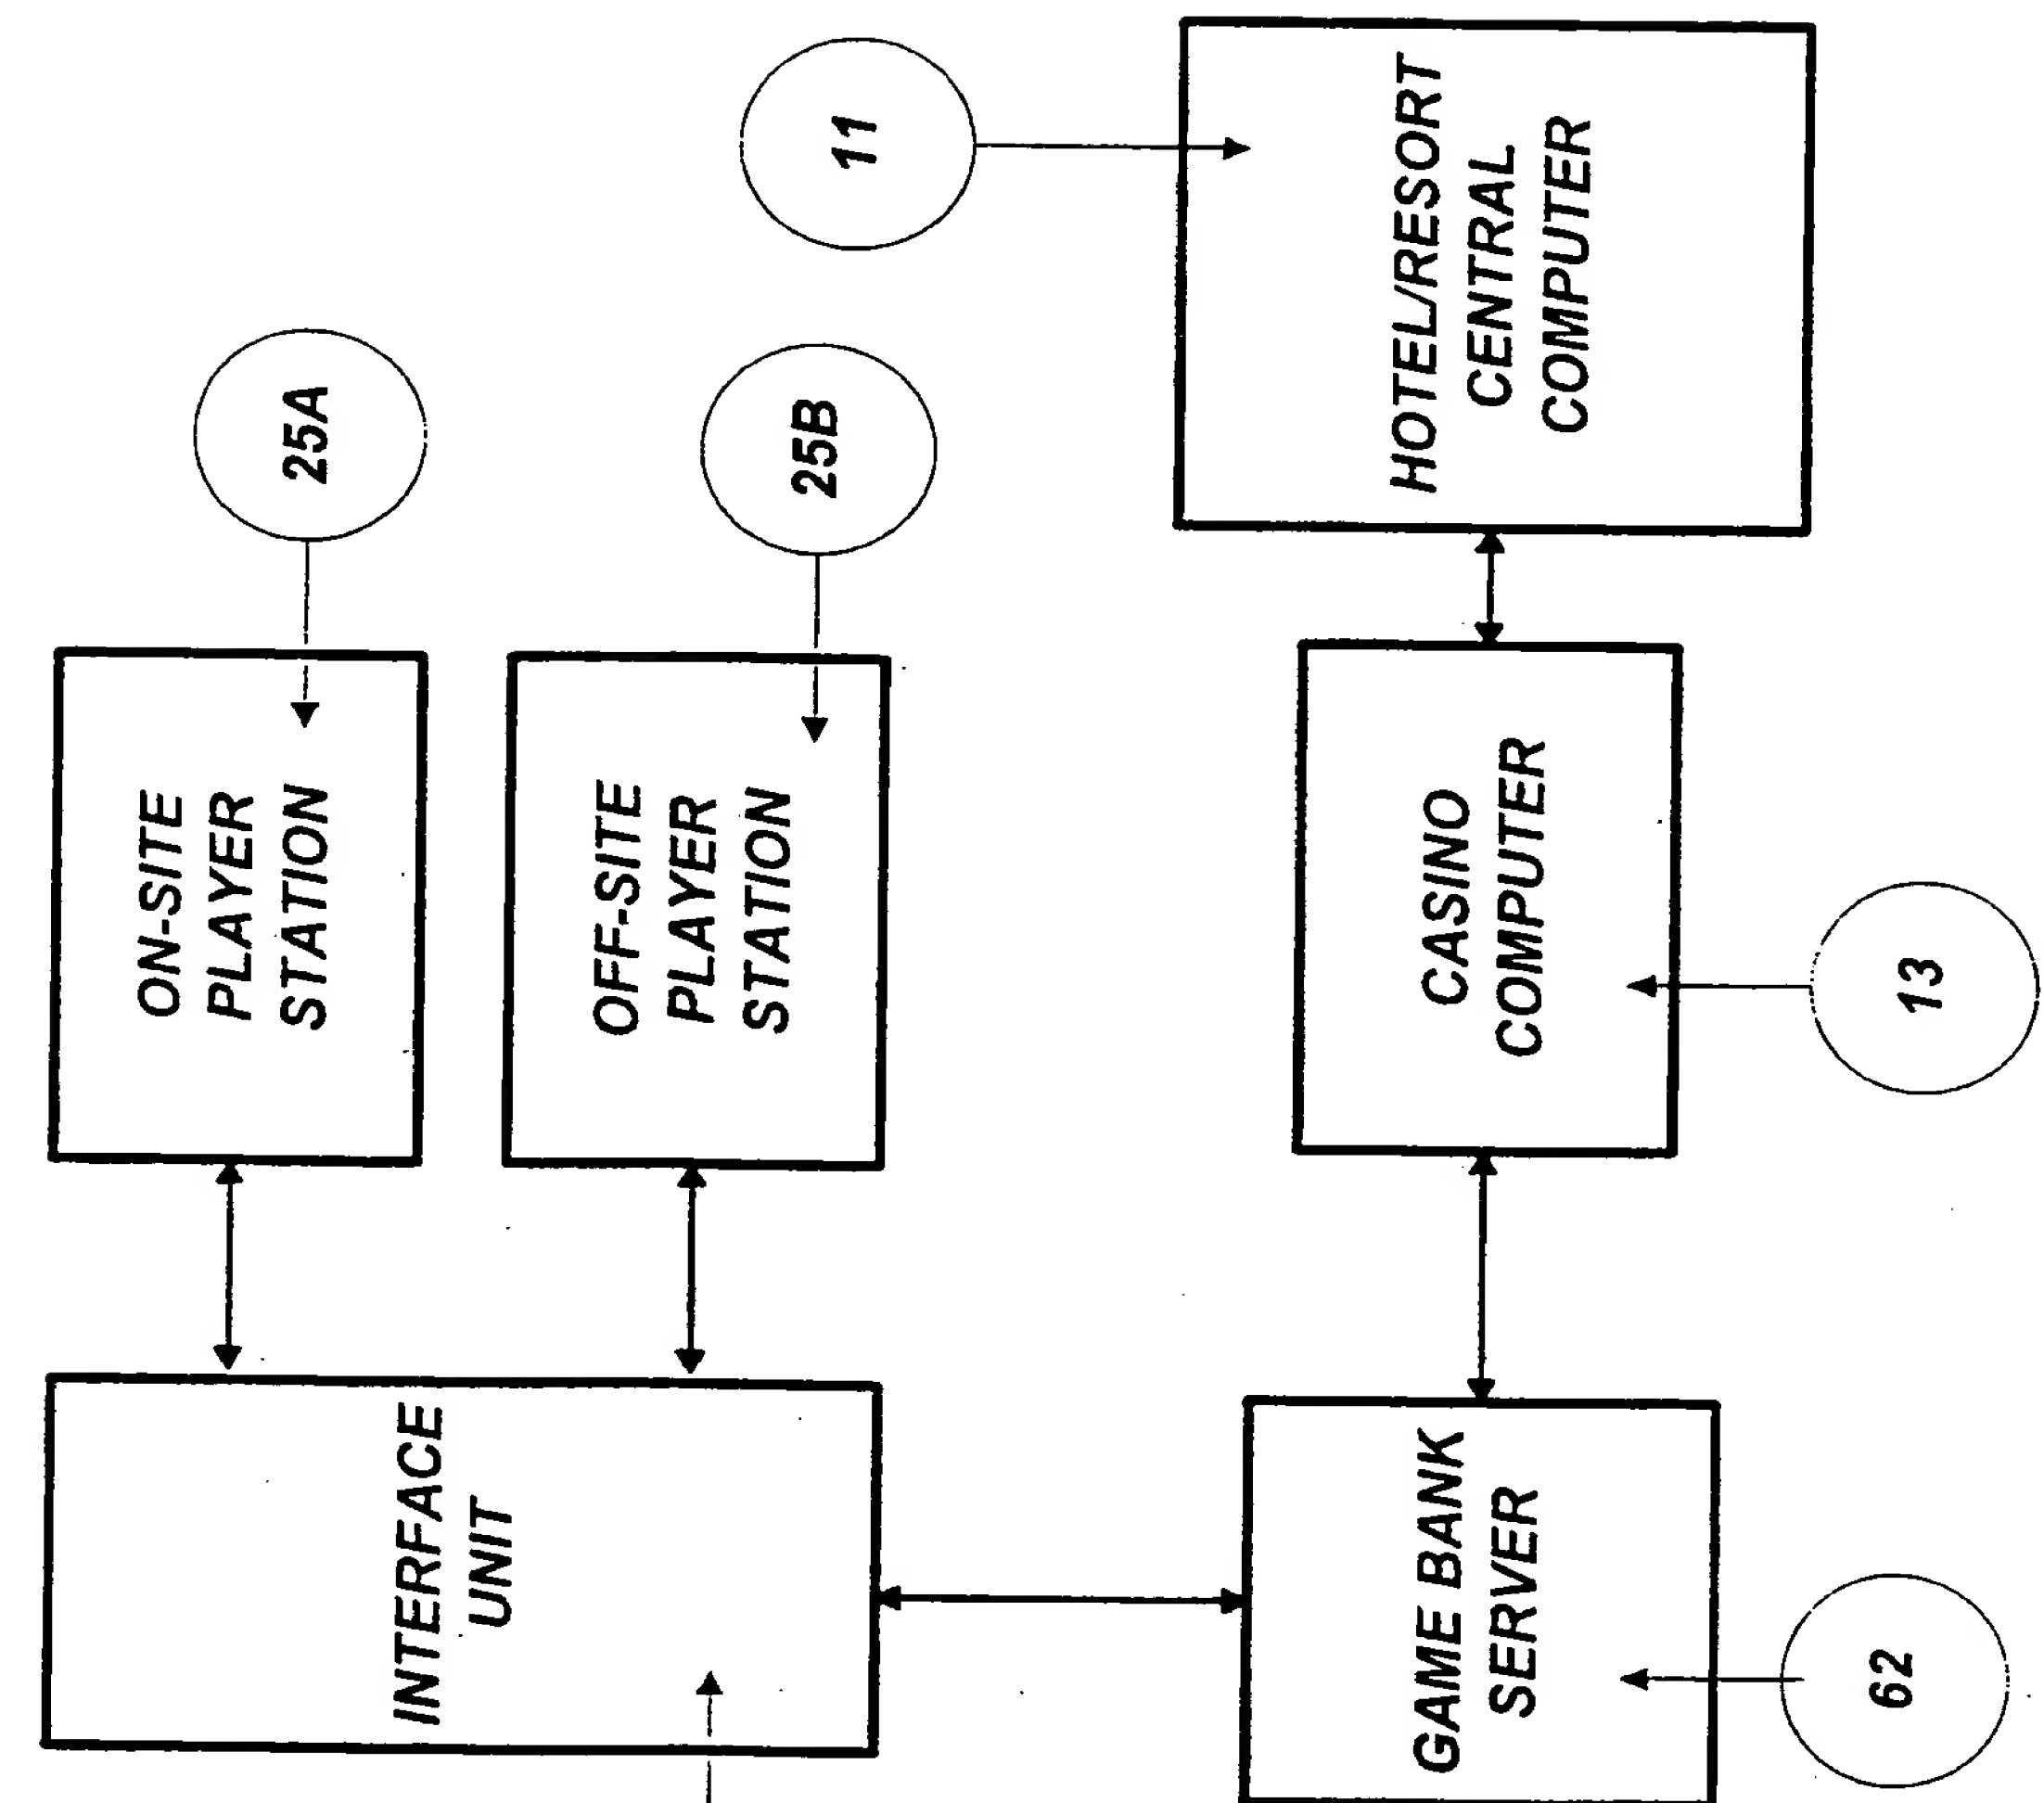 INTERFACE
UNIT
ON-SITE
PLAYER
STATION
25A
OFF-SITE
PLAYER
STATION
25B
11
GAME BANK
SERVER
62
CASINO
COMPUTER
13
HOTEL/RESORT
CENTRAL
COMPUTER